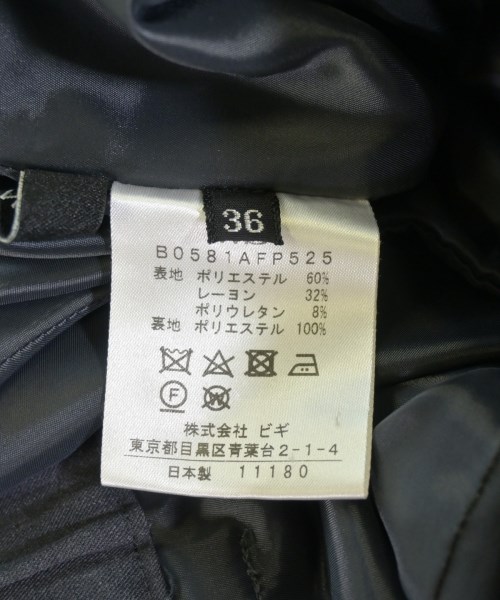 36
B0581AFP525
表地 ポリエステル 60%
レーヨン 32%
ポリウレタン 8%
裏地 ポリエステル 100%
F W
株式会社 ビギ
東京都目黒区青葉台2-1-4
日本製 11180